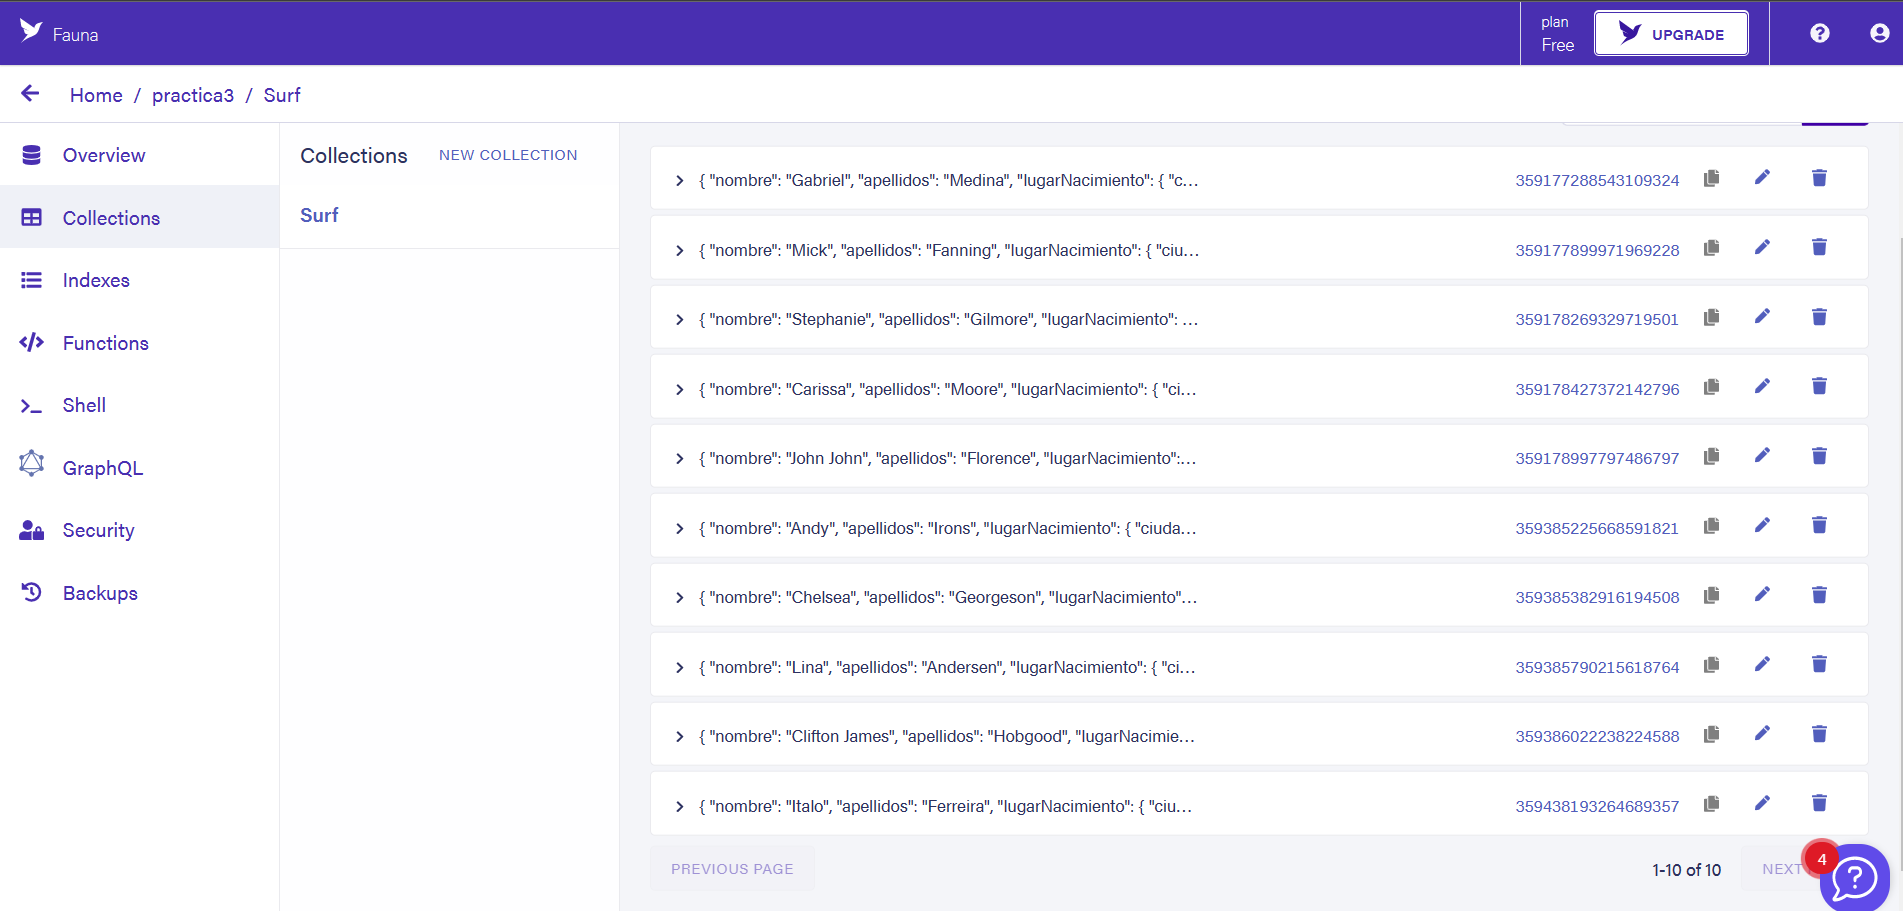 Fauna
plan
Free
UPGRADE
Home / practica3 / Surf
Overview
Collections
Indexes
Functions
Shell
GraphQL
Security
Backups
Collections NEW COLLECTION
Surf
{ "nombre": "Gabriel", "apellidos": "Medina", "lugarNacimiento": { "c... 359177288543109324
{ "nombre": "Mick", "apellidos": "Fanning", "lugarNacimiento": { "ciu... 359177899971969228
{ "nombre": "Stephanie", "apellidos": "Gilmore", "lugarNacimiento": ... 359178269329719501
{ "nombre": "Carissa", "apellidos": "Moore", "lugarNacimiento": { "ci... 359178427372142796
{ "nombre": "John John", "apellidos": "Florence", "lugarNacimiento":... 359178997797486797
{ "nombre": "Andy", "apellidos": "Irons", "lugarNacimiento": { "ciuda... 359385225668591821
{ "nombre": "Chelsea", "apellidos": "Georgeson", "lugarNacimiento"... 359385382916194508
{ "nombre": "Lina", "apellidos": "Andersen", "lugarNacimiento": { "ci... 359385790215618764
{ "nombre": "Clifton James", "apellidos": "Hobgood", "lugarNacimie... 359386022238224588
{ "nombre": "Italo", "apellidos": "Ferreira", "lugarNacimiento": { "ciu... 359438193264689357
PREVIOUS PAGE 1-10 of 10 NEXT
4